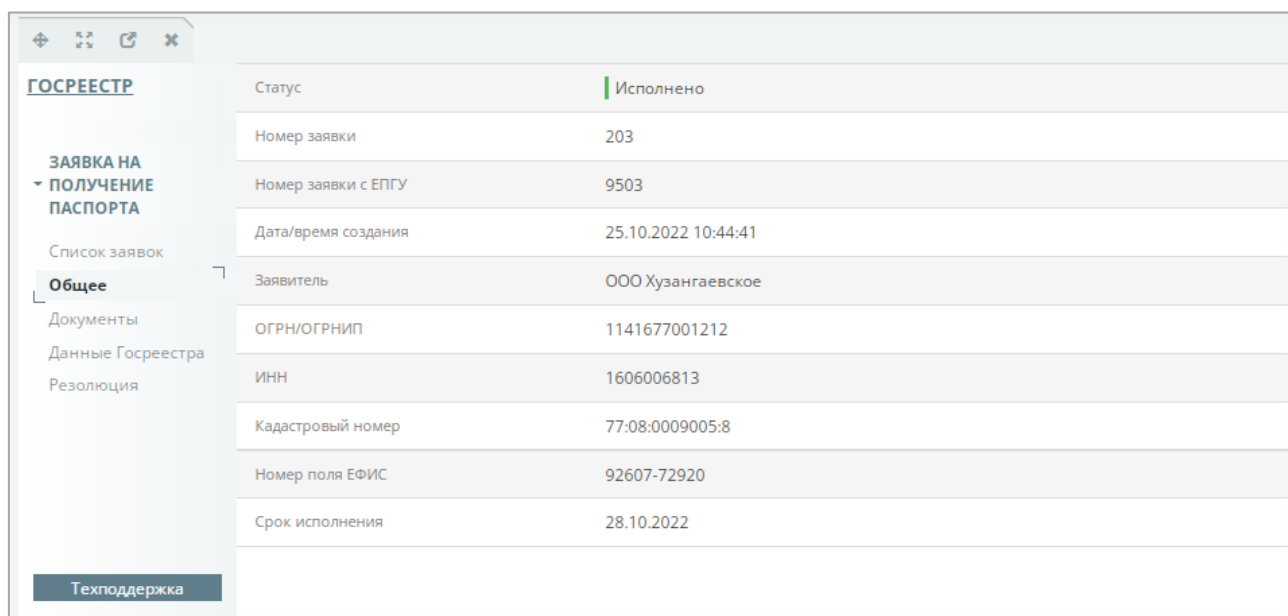 ГОСРЕЕСТР
ЗАЯВКА НА
ПОЛУЧЕНИЕ
ПАСПОРТА
Список заявок
Общее
Документы
Данные Госреестра
Резолюция
Техподдержка
Статус Исполнено
Номер заявки 203
Номер заявки с ЕПГУ 9503
Дата/время создания 25.10.2022 10:44:41
Заявитель ООО Хузангаевское
ОГРН/ОГРНИП 1141677001212
ИНН 1606006813
Кадастровый номер 77:08:0009005:8
Номер поля ЕФИС 92607-72920
Срок исполнения 28.10.2022